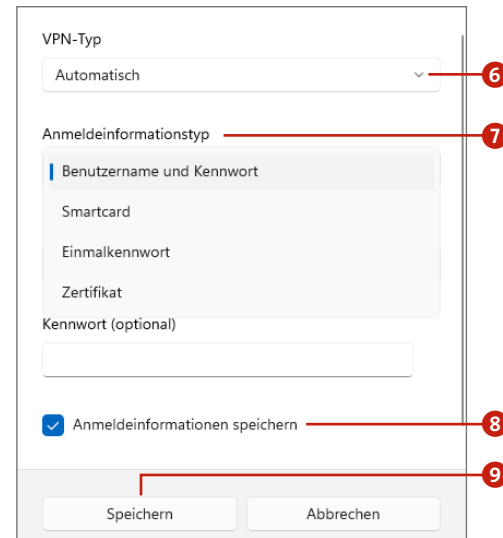 VPN-Typ
Automatisch
6
Anmeldeinformationstyp
7
Benutzername und Kennwort
Smartcard
Einmalkennwort
Zertifikat
Kennwort (optional)
Anmeldeinformationen speichern
8
9
Speichern Abbrechen